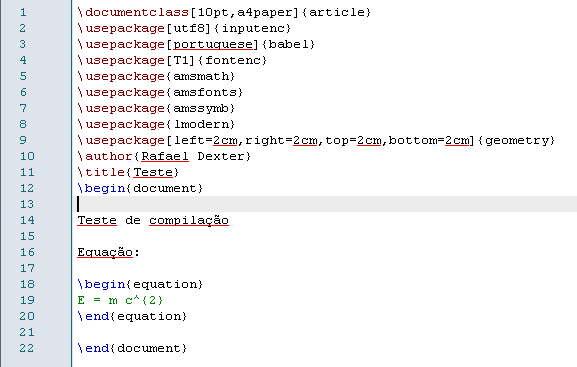 1 \documentclass[10pt,a4paper]{article}
2 \usepackage[utf8]{inputenc}
3 \usepackage[portuguese]{babel}
4 \usepackage[T1]{fontenc}
5 \usepackage{amsmath}
6 \usepackage{amsfonts}
7 \usepackage{amssymb}
8 \usepackage{lmodern}
9 \usepackage[left=2cm,right=2cm,top=2cm,bottom=2cm]{geometry}
10 \author{Rafael Dexter}
11 \title{Teste}
12 \begin{document}
13
14 Teste de compilação
15
16 Equação:
17
18 \begin{equation}
19 E = m c^{2}
20 \end{equation}
21
22 \end{document}